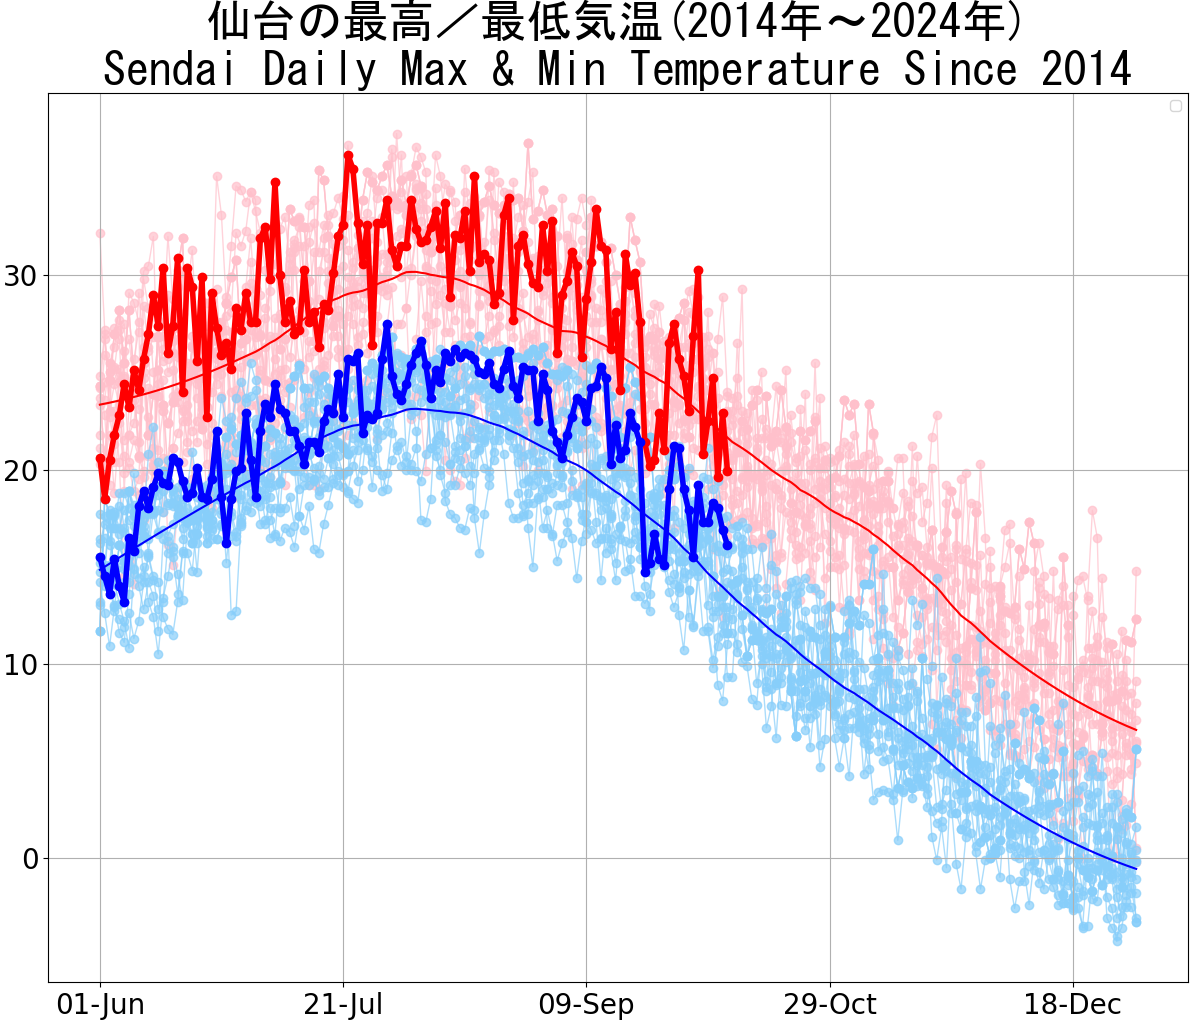 仙台の最高／最低気温(2014年～2024年)
Sendai Daily Max & Min Temperature Since 2014
30
20
10
0
01-Jun 21-Jul 09-Sep 29-Oct 18-Dec